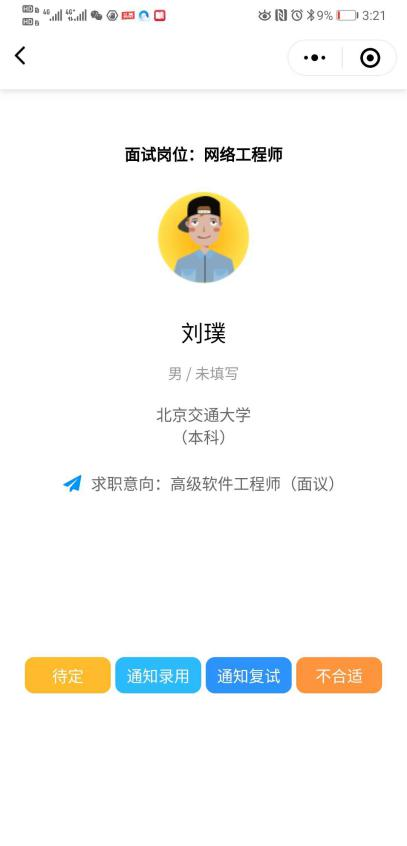 9% 3:21
面试岗位：网络工程师
刘璞
男 / 未填写
北京交通大学
（本科）
求职意向：高级软件工程师（面议）
待定 通知录用 通知复试 不合适